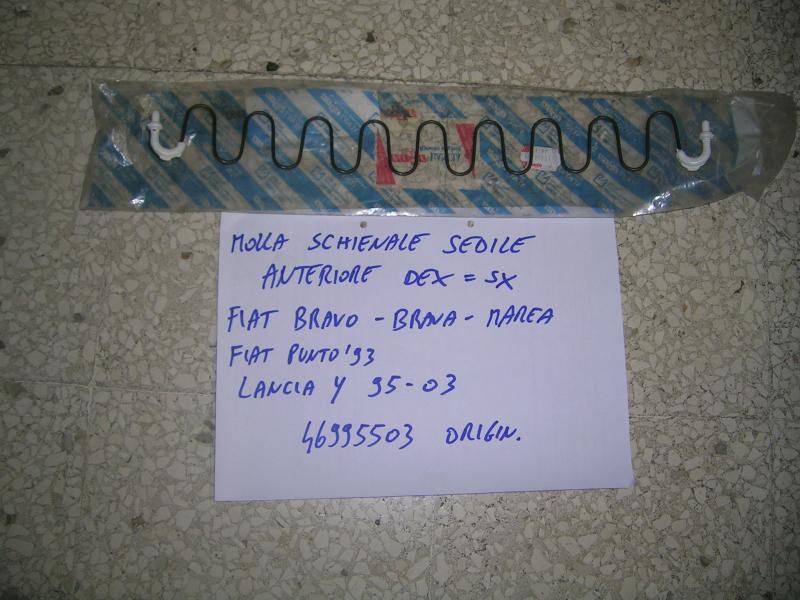 MOLLA SCHIENALE SEDILE
ANTERIORE DEX = SX
FIAT BRAVO - BRAVA - MAREA
FIAT PUNTO '93
LANCIA Y 95-03
46995503 ORIGIN.